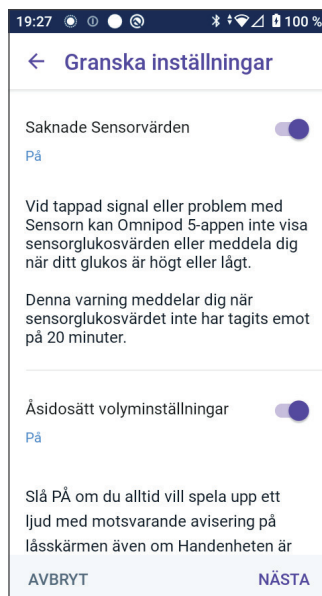 19:27 100 %
Granska inställningar
Saknade Sensorvärden
På
Vid tappad signal eller problem med
Sensorn kan Omnipod 5-appen inte visa
sensorglukosvärden eller meddela dig
när ditt glukos är högt eller lågt.
Denna varning meddelar dig när
sensorglukosvärdet inte har tagits emot
på 20 minuter.
Åsidosätt volyminställningar
På
Slå PÅ om du alltid vill spela upp ett
ljud med motsvarande avisering på
låsskärmen även om Handenheten är
AVBRYT NÄSTA